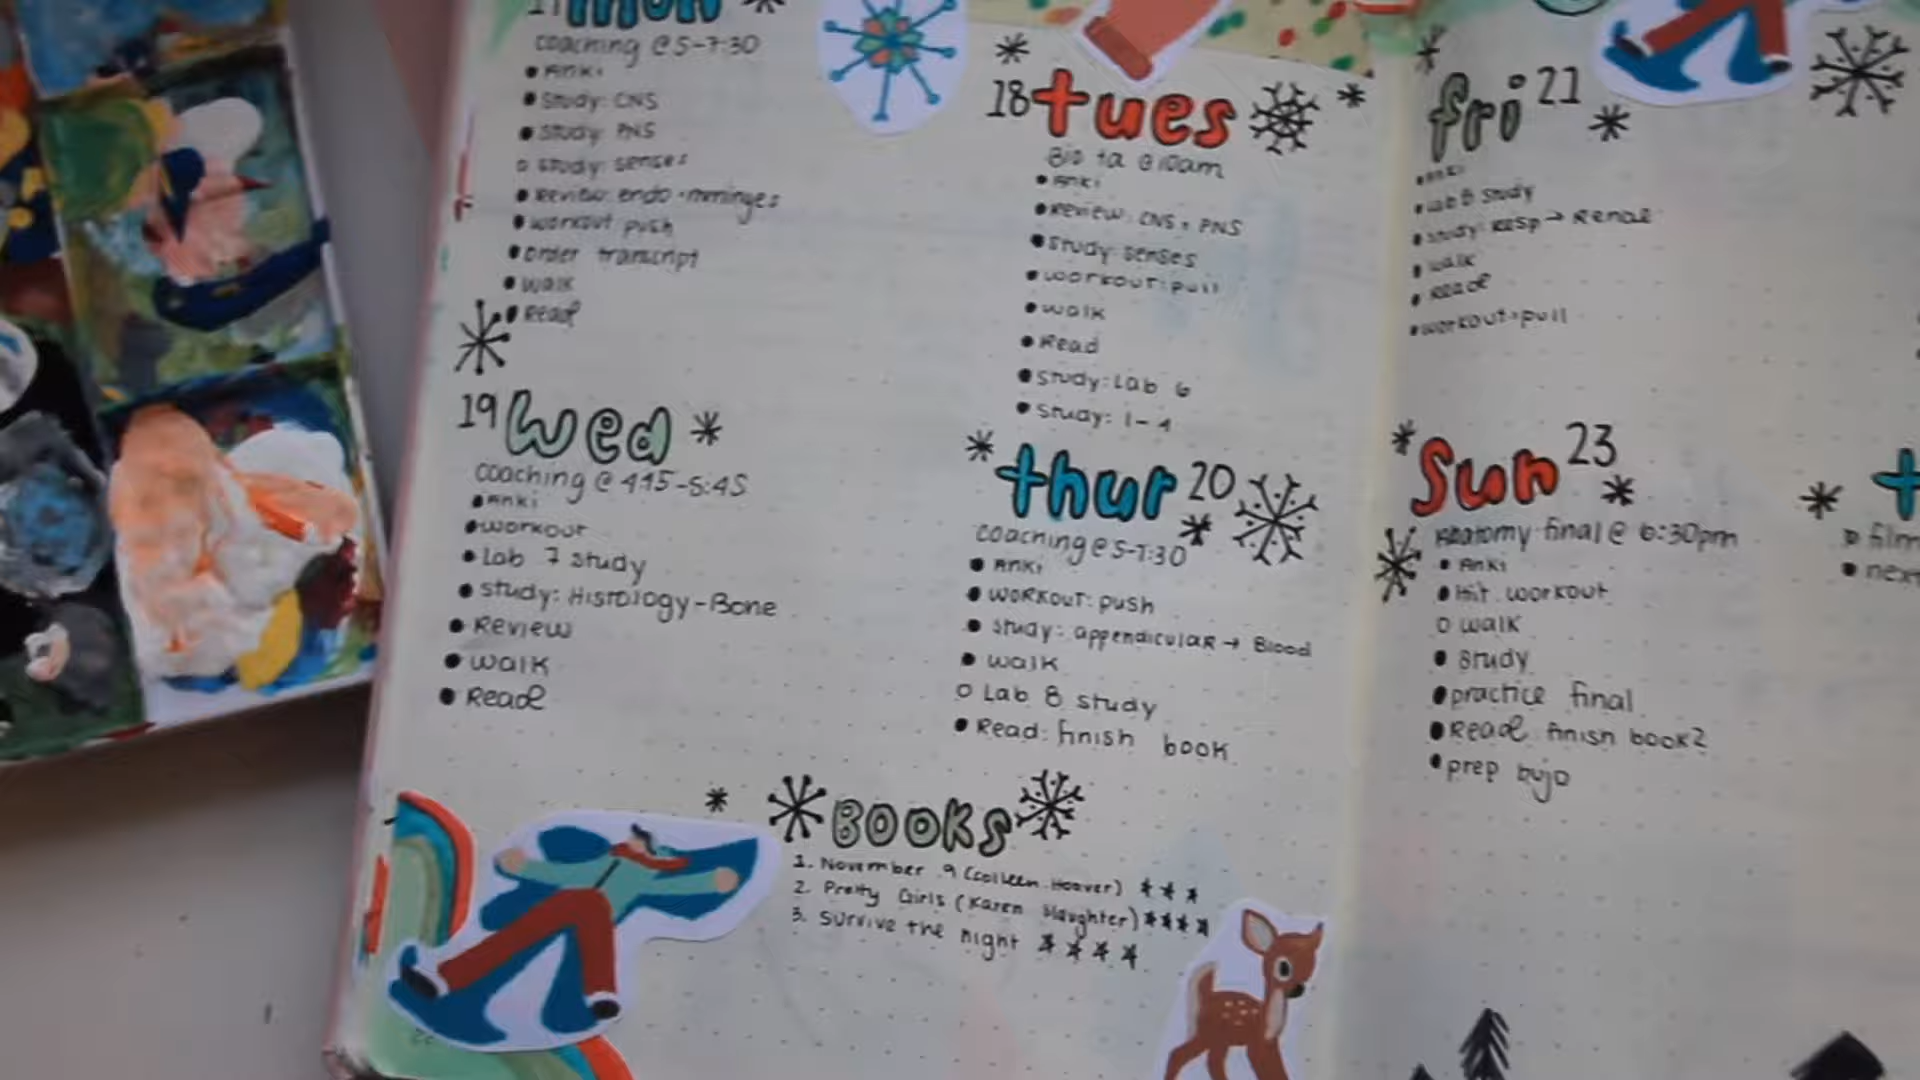 17 mon
coaching @ 5-7:30
Anki
Study: CNS
Study: PNS
study: senses
Review: endo + mminges
workout push
order transcript
walk
Read
18 tues
Bio ta @ 10am
Anki
Review: CNS + PNS
Study: senses
workout: pull
walk
Read
Study: Lab 6
Study: 1-4
19 wed
coaching @ 4:45-5:45
Anki
workout
Lab 7 study
study: Histology-Bone
Review
walk
Read
thur 20
coaching @ 5-7:30
Anki
workout: push
study: appendicular → Blood
walk
Lab 8 study
Read: finish book
BOOKS
1. November 9 (Colleen Hoover) ★★★
2. Pretty Girls (Karen Slaughter) ★★★★
3. Survive the night ★★★★
fri 21
Anki
Lab 8 study
study: Resp → Renal
walk
Read
workout: pull
Sun 23
Anatomy final @ 6:30pm
Anki
Hiit workout
walk
Study
practice final
Read: finish book?
prep bujo
t
film
next